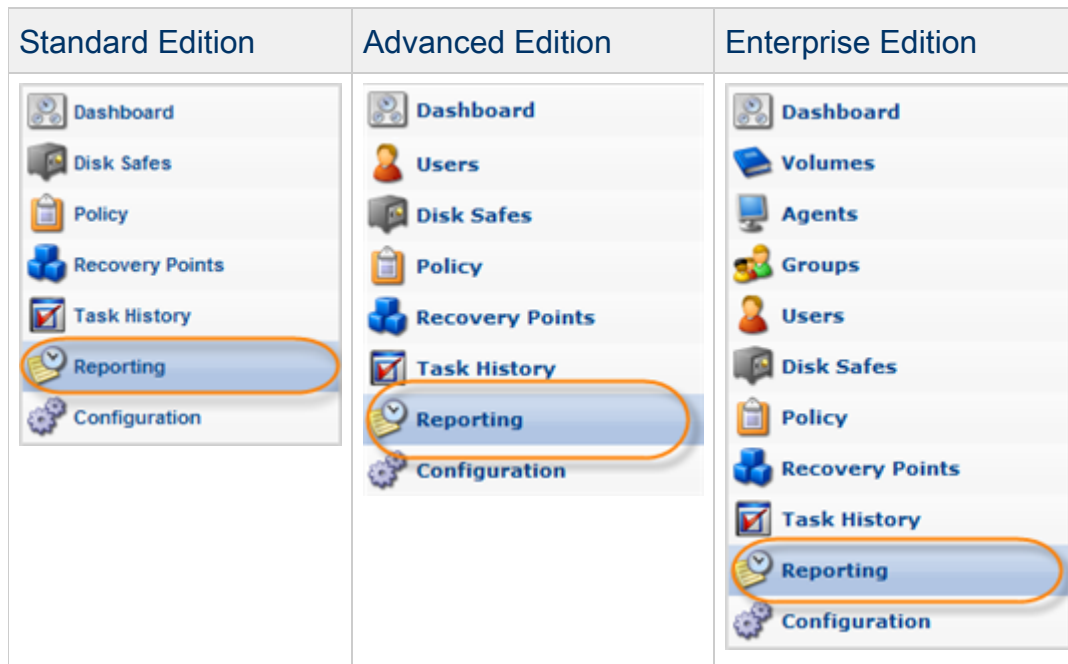 Standard Edition
Advanced Edition
Enterprise Edition
Dashboard
Disk Safes
Policy
Recovery Points
Task History
Reporting
Configuration
Dashboard
Users
Disk Safes
Policy
Recovery Points
Task History
Reporting
Configuration
Dashboard
Volumes
Agents
Groups
Users
Disk Safes
Policy
Recovery Points
Task History
Reporting
Configuration